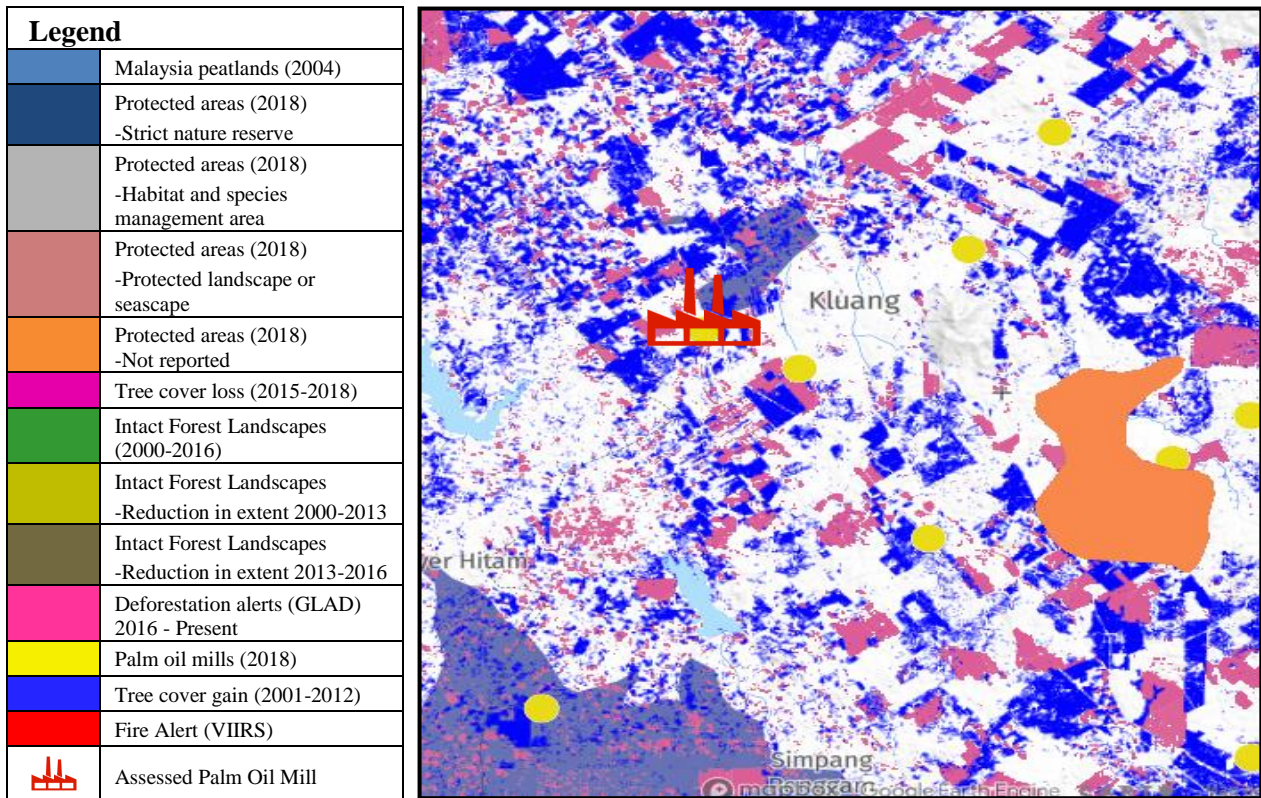 Legend
Malaysia peatlands (2004)
Protected areas (2018)
-Strict nature reserve
Protected areas (2018)
-Habitat and species
management area
Protected areas (2018)
-Protected landscape or
seascape
Protected areas (2018)
-Not reported
Tree cover loss (2015-2018)
Intact Forest Landscapes
(2000-2016)
Intact Forest Landscapes
-Reduction in extent 2000-2013
Intact Forest Landscapes
-Reduction in extent 2013-2016
Deforestation alerts (GLAD)
2016 - Present
Palm oil mills (2018)
Tree cover gain (2001-2012)
Fire Alert (VIIRS)
Assessed Palm Oil Mill
Kluang
yer Hitam
Simpang
Google Earth Engine